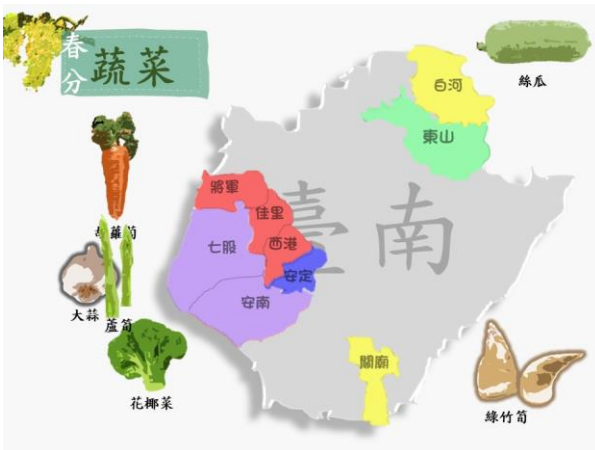 春分
蔬菜
絲瓜
白河
東山
胡蘿蔔
將軍
佳里
臺南
七股
西港
安定
大蒜
安南
蘆筍
關廟
花椰菜
綠竹筍